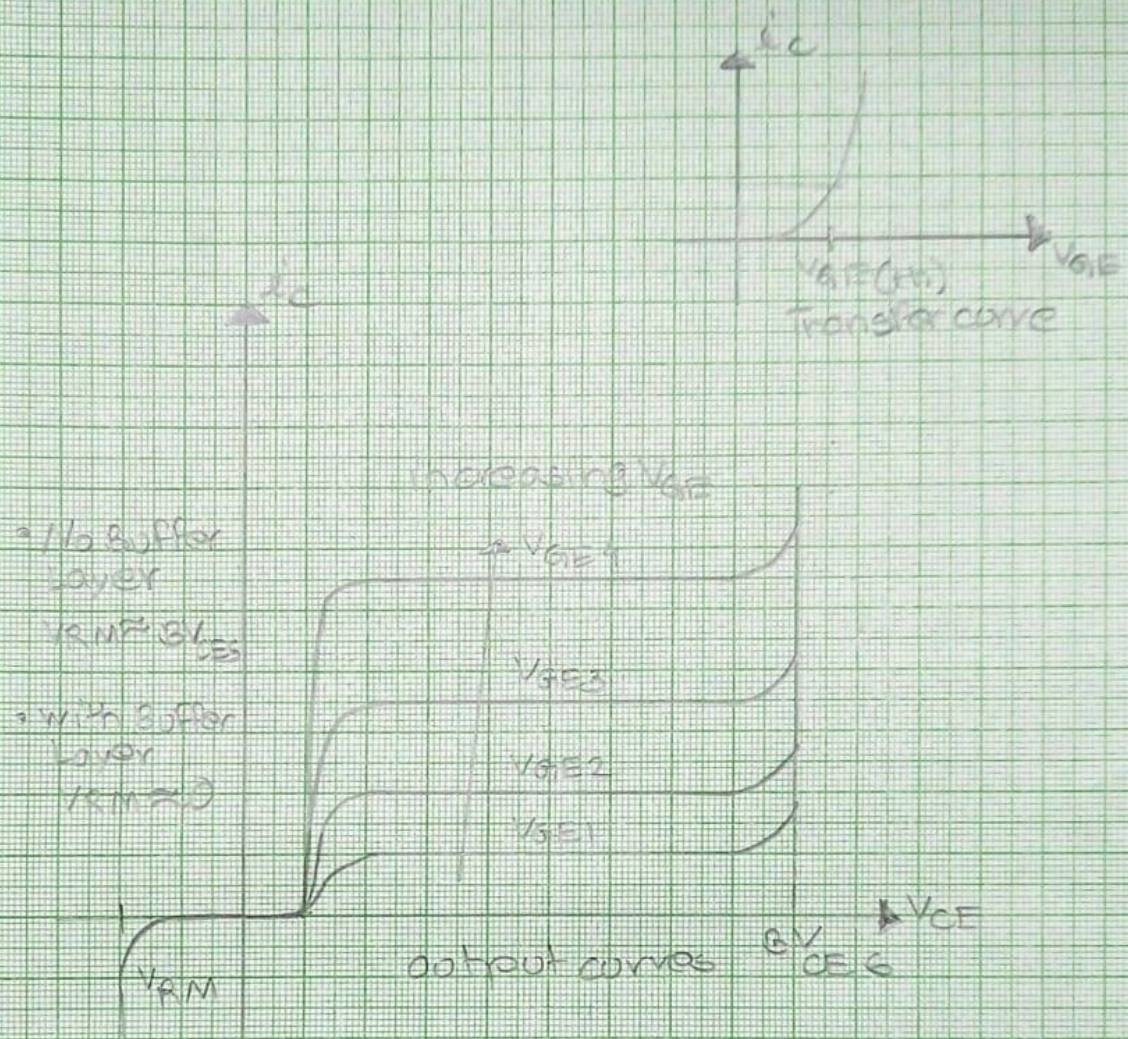 ic
VGE
VGE(th)
Transfer curve
ic
increasing VGE
• No Buffer
Layer
VRM ≈ BVCES
• With Buffer
Layer
VRM ≈ 0
VGE4
VGE3
VGE2
VGE1
VCE
BVCES
output curves
VRM